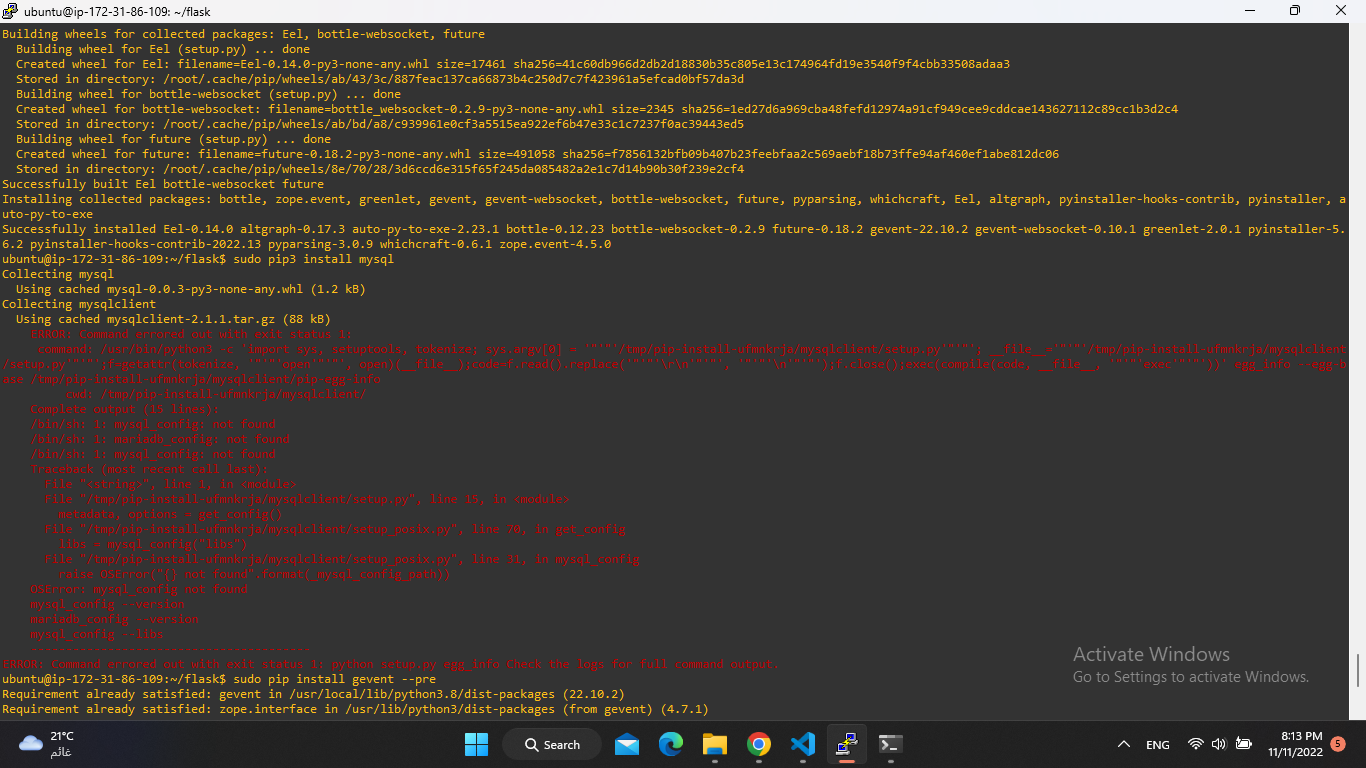 ubuntu@ip-172-31-86-109: ~/flask
Building wheels for collected packages: Eel, bottle-websocket, future
  Building wheel for Eel (setup.py) ... done
  Created wheel for Eel: filename=Eel-0.14.0-py3-none-any.whl size=17461 sha256=41c60db966d2db2d18830b35c805e13c174964fd19e3540f9f4cbb33508adaa3
  Stored in directory: /root/.cache/pip/wheels/ab/43/3c/887feac137ca66873b4c250d7c7f423961a5efcad0bf57da3d
  Building wheel for bottle-websocket (setup.py) ... done
  Created wheel for bottle-websocket: filename=bottle_websocket-0.2.9-py3-none-any.whl size=2345 sha256=1ed27d6a969cba48fefd12974a91cf949cee9cddcae143627112c89cc1b3d2c4
  Stored in directory: /root/.cache/pip/wheels/ab/bd/a8/c939961e0cf3a5515ea922ef6b47e33c1c7237f0ac39443ed5
  Building wheel for future (setup.py) ... done
  Created wheel for future: filename=future-0.18.2-py3-none-any.whl size=491058 sha256=f7856132bfb09b407b23feebfaa2c569aebf18b73ffe94af460ef1abe812dc06
  Stored in directory: /root/.cache/pip/wheels/8e/70/28/3d6ccd6e315f65f245da085482a2e1c7d14b90b30f239e2cf4
Successfully built Eel bottle-websocket future
Installing collected packages: bottle, zope.event, greenlet, gevent, gevent-websocket, bottle-websocket, future, pyparsing, whichcraft, Eel, altgraph, pyinstaller-hooks-contrib, pyinstaller, a
uto-py-to-exe
Successfully installed Eel-0.14.0 altgraph-0.17.3 auto-py-to-exe-2.23.1 bottle-0.12.23 bottle-websocket-0.2.9 future-0.18.2 gevent-22.10.2 gevent-websocket-0.10.1 greenlet-2.0.1 pyinstaller-5.
6.2 pyinstaller-hooks-contrib-2022.13 pyparsing-3.0.9 whichcraft-0.6.1 zope.event-4.5.0
ubuntu@ip-172-31-86-109:~/flask$ sudo pip3 install mysql
Collecting mysql
  Using cached mysql-0.0.3-py3-none-any.whl (1.2 kB)
Collecting mysqlclient
  Using cached mysqlclient-2.1.1.tar.gz (88 kB)
    ERROR: Command errored out with exit status 1:
     command: /usr/bin/python3 -c 'import sys, setuptools, tokenize; sys.argv[0] = '"'"'/tmp/pip-install-ufmnkrja/mysqlclient/setup.py'"'"'; __file__='"'"'/tmp/pip-install-ufmnkrja/mysqlclient
/setup.py'"'"';f=getattr(tokenize, '"'"'open'"'"', open)(__file__);code=f.read().replace('"'"'\r\n'"'"', '"'"'\n'"'"');f.close();exec(compile(code, __file__, '"'"'exec'"'"'))' egg_info --egg-b
ase /tmp/pip-install-ufmnkrja/mysqlclient/pip-egg-info
         cwd: /tmp/pip-install-ufmnkrja/mysqlclient/
    Complete output (15 lines):
    /bin/sh: 1: mysql_config: not found
    /bin/sh: 1: mariadb_config: not found
    /bin/sh: 1: mysql_config: not found
    Traceback (most recent call last):
      File "<string>", line 1, in <module>
      File "/tmp/pip-install-ufmnkrja/mysqlclient/setup.py", line 15, in <module>
        metadata, options = get_config()
      File "/tmp/pip-install-ufmnkrja/mysqlclient/setup_posix.py", line 70, in get_config
        libs = mysql_config("libs")
      File "/tmp/pip-install-ufmnkrja/mysqlclient/setup_posix.py", line 31, in mysql_config
        raise OSError("{} not found".format(_mysql_config_path))
    OSError: mysql_config not found
    mysql_config --version
    mariadb_config --version
    mysql_config --libs
    ----------------------------------------
ERROR: Command errored out with exit status 1: python setup.py egg_info Check the logs for full command output.
ubuntu@ip-172-31-86-109:~/flask$ sudo pip install gevent --pre
Requirement already satisfied: gevent in /usr/local/lib/python3.8/dist-packages (22.10.2)
Requirement already satisfied: zope.interface in /usr/lib/python3/dist-packages (from gevent) (4.7.1)
Activate Windows
Go to Settings to activate Windows.
21°C
غائم
Search
ENG
8:13 PM
11/11/2022
5